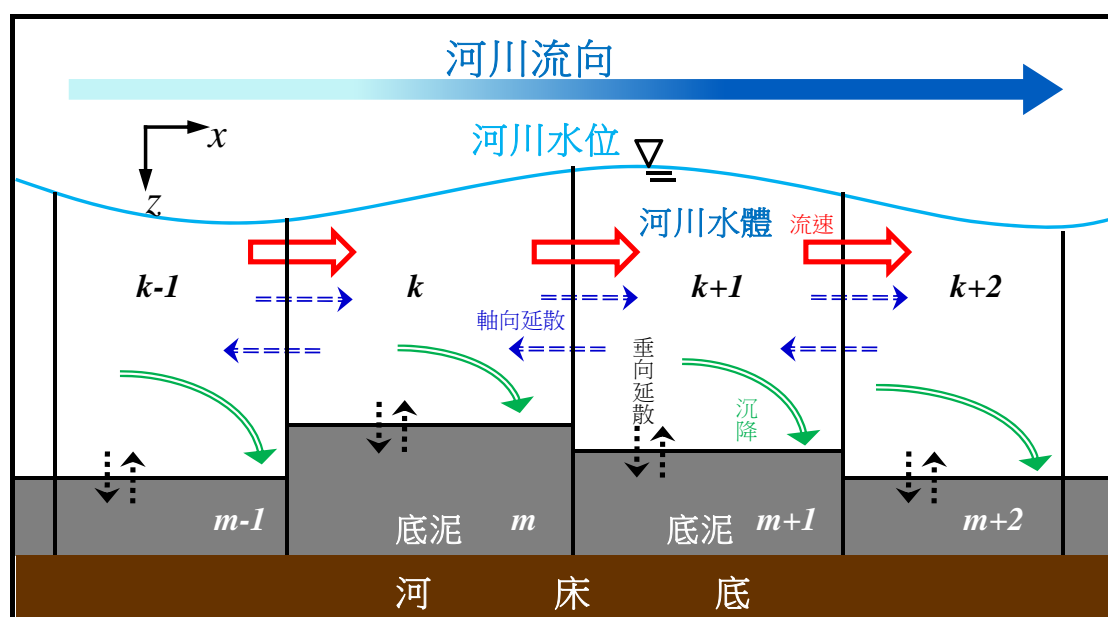 河川流向
x
z
河川水位
河川水體
流速
k-1
k
k+1
k+2
軸向延散
垂向延散
沉降
m-1
底泥
m
底泥
m+1
m+2
河床底